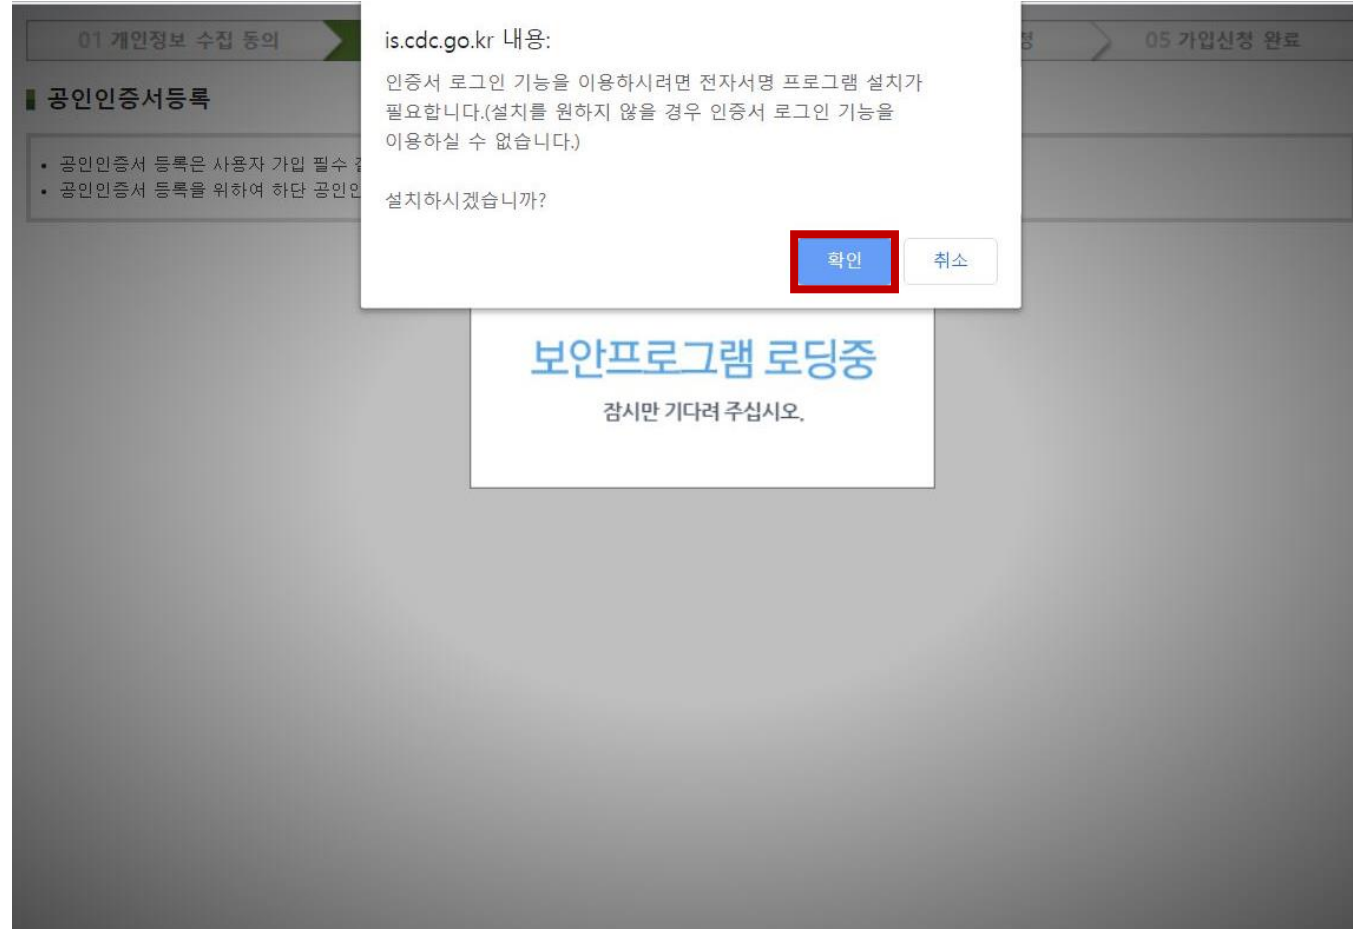 01 개인정보 수집 동의
05 가입신청 완료
공인인증서등록
• 공인인증서 등록은 사용자 가입 필수
• 공인인증서 등록을 위하여 하단
is.cdc.go.kr 내용:
인증서 로그인 기능을 이용하시려면 전자서명 프로그램 설치가
필요합니다.(설치를 원하지 않을 경우 인증서 로그인 기능을
이용하실 수 없습니다.)
설치하시겠습니까?
확인
취소
보안프로그램 로딩중
잠시만 기다려 주십시오.